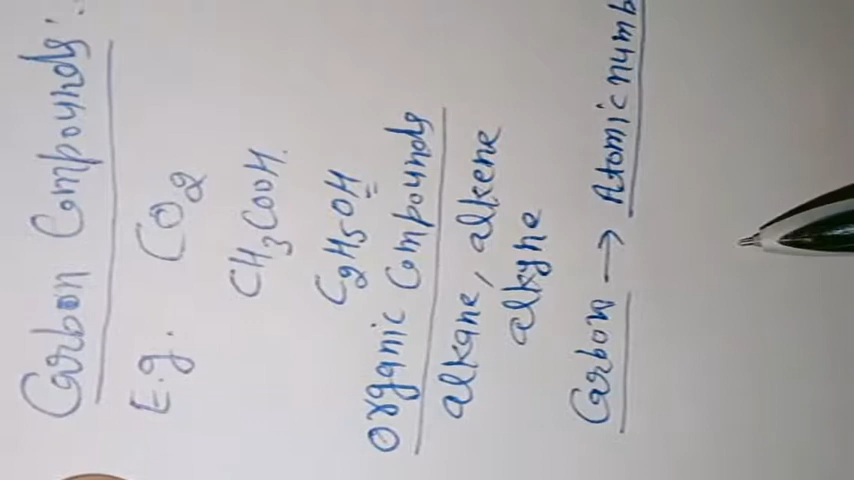 Carbon Compounds:
E.g. CO2
CH3COOH.
C2H5OH
organic Compounds
alkane, alkene
alkyne
Carbon → Atomic numb